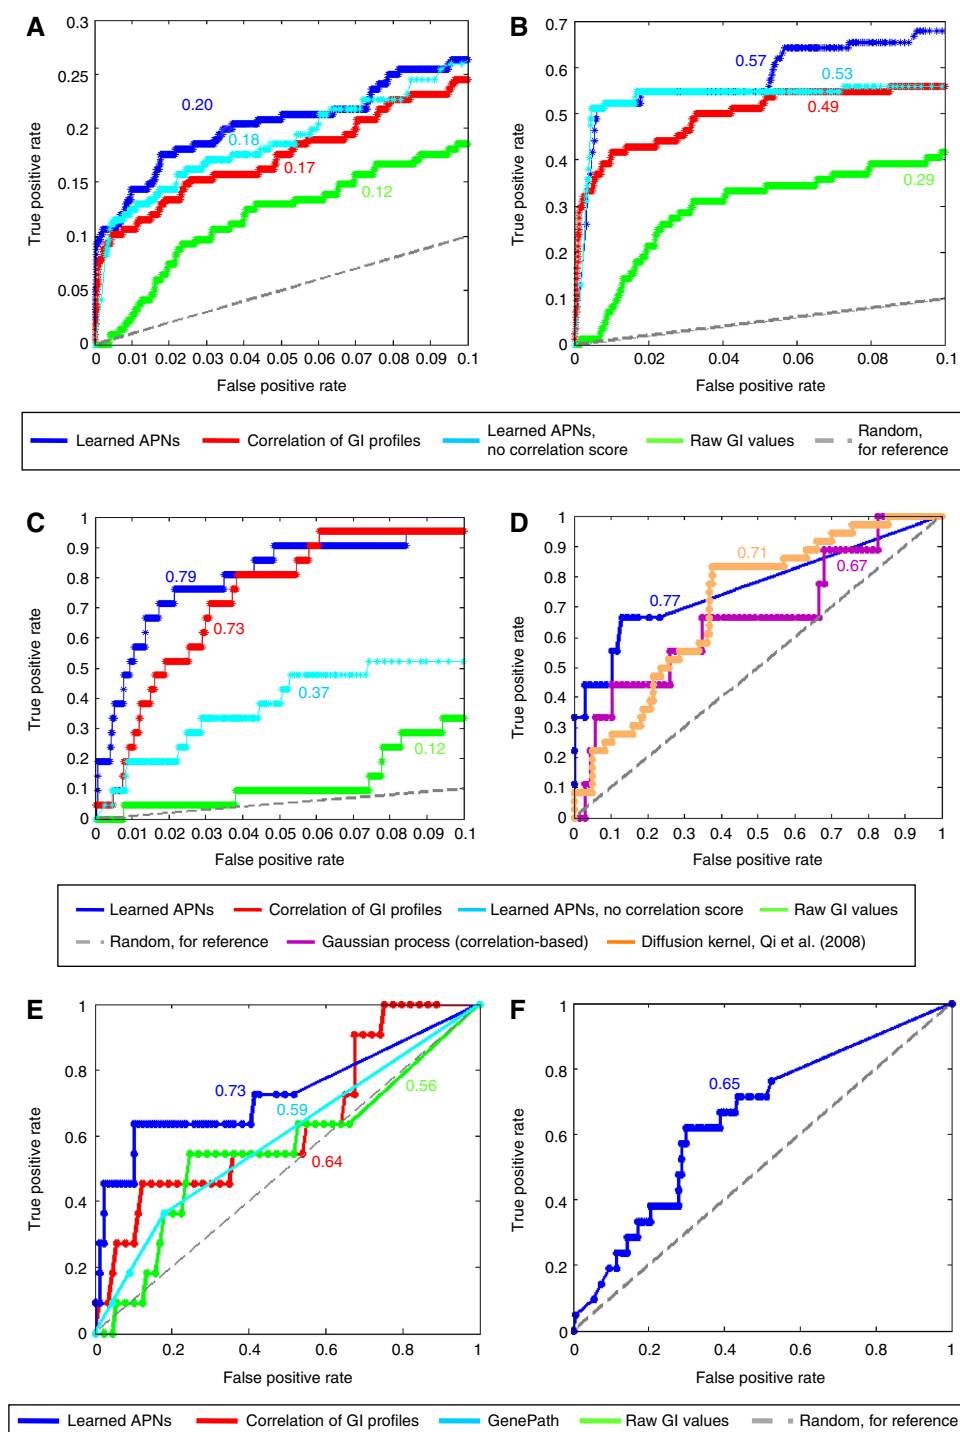 A
0.3
0.25
0.2
0.15
0.1
0.05
0
True positive rate
0.20
0.18
0.17
0.12
0 0.01 0.02 0.03 0.04 0.05 0.06 0.07 0.08 0.09 0.1
False positive rate
B
0.7
0.6
0.5
0.4
0.3
0.2
0.1
0
True positive rate
0.57
0.53
0.49
0.29
0 0.02 0.04 0.06 0.08 0.1
False positive rate
Learned APNs
Correlation of GI profiles
Learned APNs,
no correlation score
Raw GI values
Random,
for reference
C
1
0.9
0.8
0.7
0.6
0.5
0.4
0.3
0.2
0.1
0
True positive rate
0.79
0.73
0.37
0.12
0 0.01 0.02 0.03 0.04 0.05 0.06 0.07 0.08 0.09 0.1
False positive rate
D
1
0.9
0.8
0.7
0.6
0.5
0.4
0.3
0.2
0.1
0
True positive rate
0.71
0.67
0.77
0 0.1 0.2 0.3 0.4 0.5 0.6 0.7 0.8 0.9 1
False positive rate
Learned APNs
Correlation of GI profiles
Learned APNs, no correlation score
Raw GI values
Random, for reference
Gaussian process (correlation-based)
Diffusion kernel, Qi et al. (2008)
E
1
0.8
0.6
0.4
0.2
0
True positive rate
0.73
0.59
0.56
0.64
0 0.2 0.4 0.6 0.8 1
False positive rate
F
1
0.8
0.6
0.4
0.2
0
True positive rate
0.65
0 0.2 0.4 0.6 0.8 1
False positive rate
Learned APNs
Correlation of GI profiles
GenePath
Raw GI values
Random, for reference